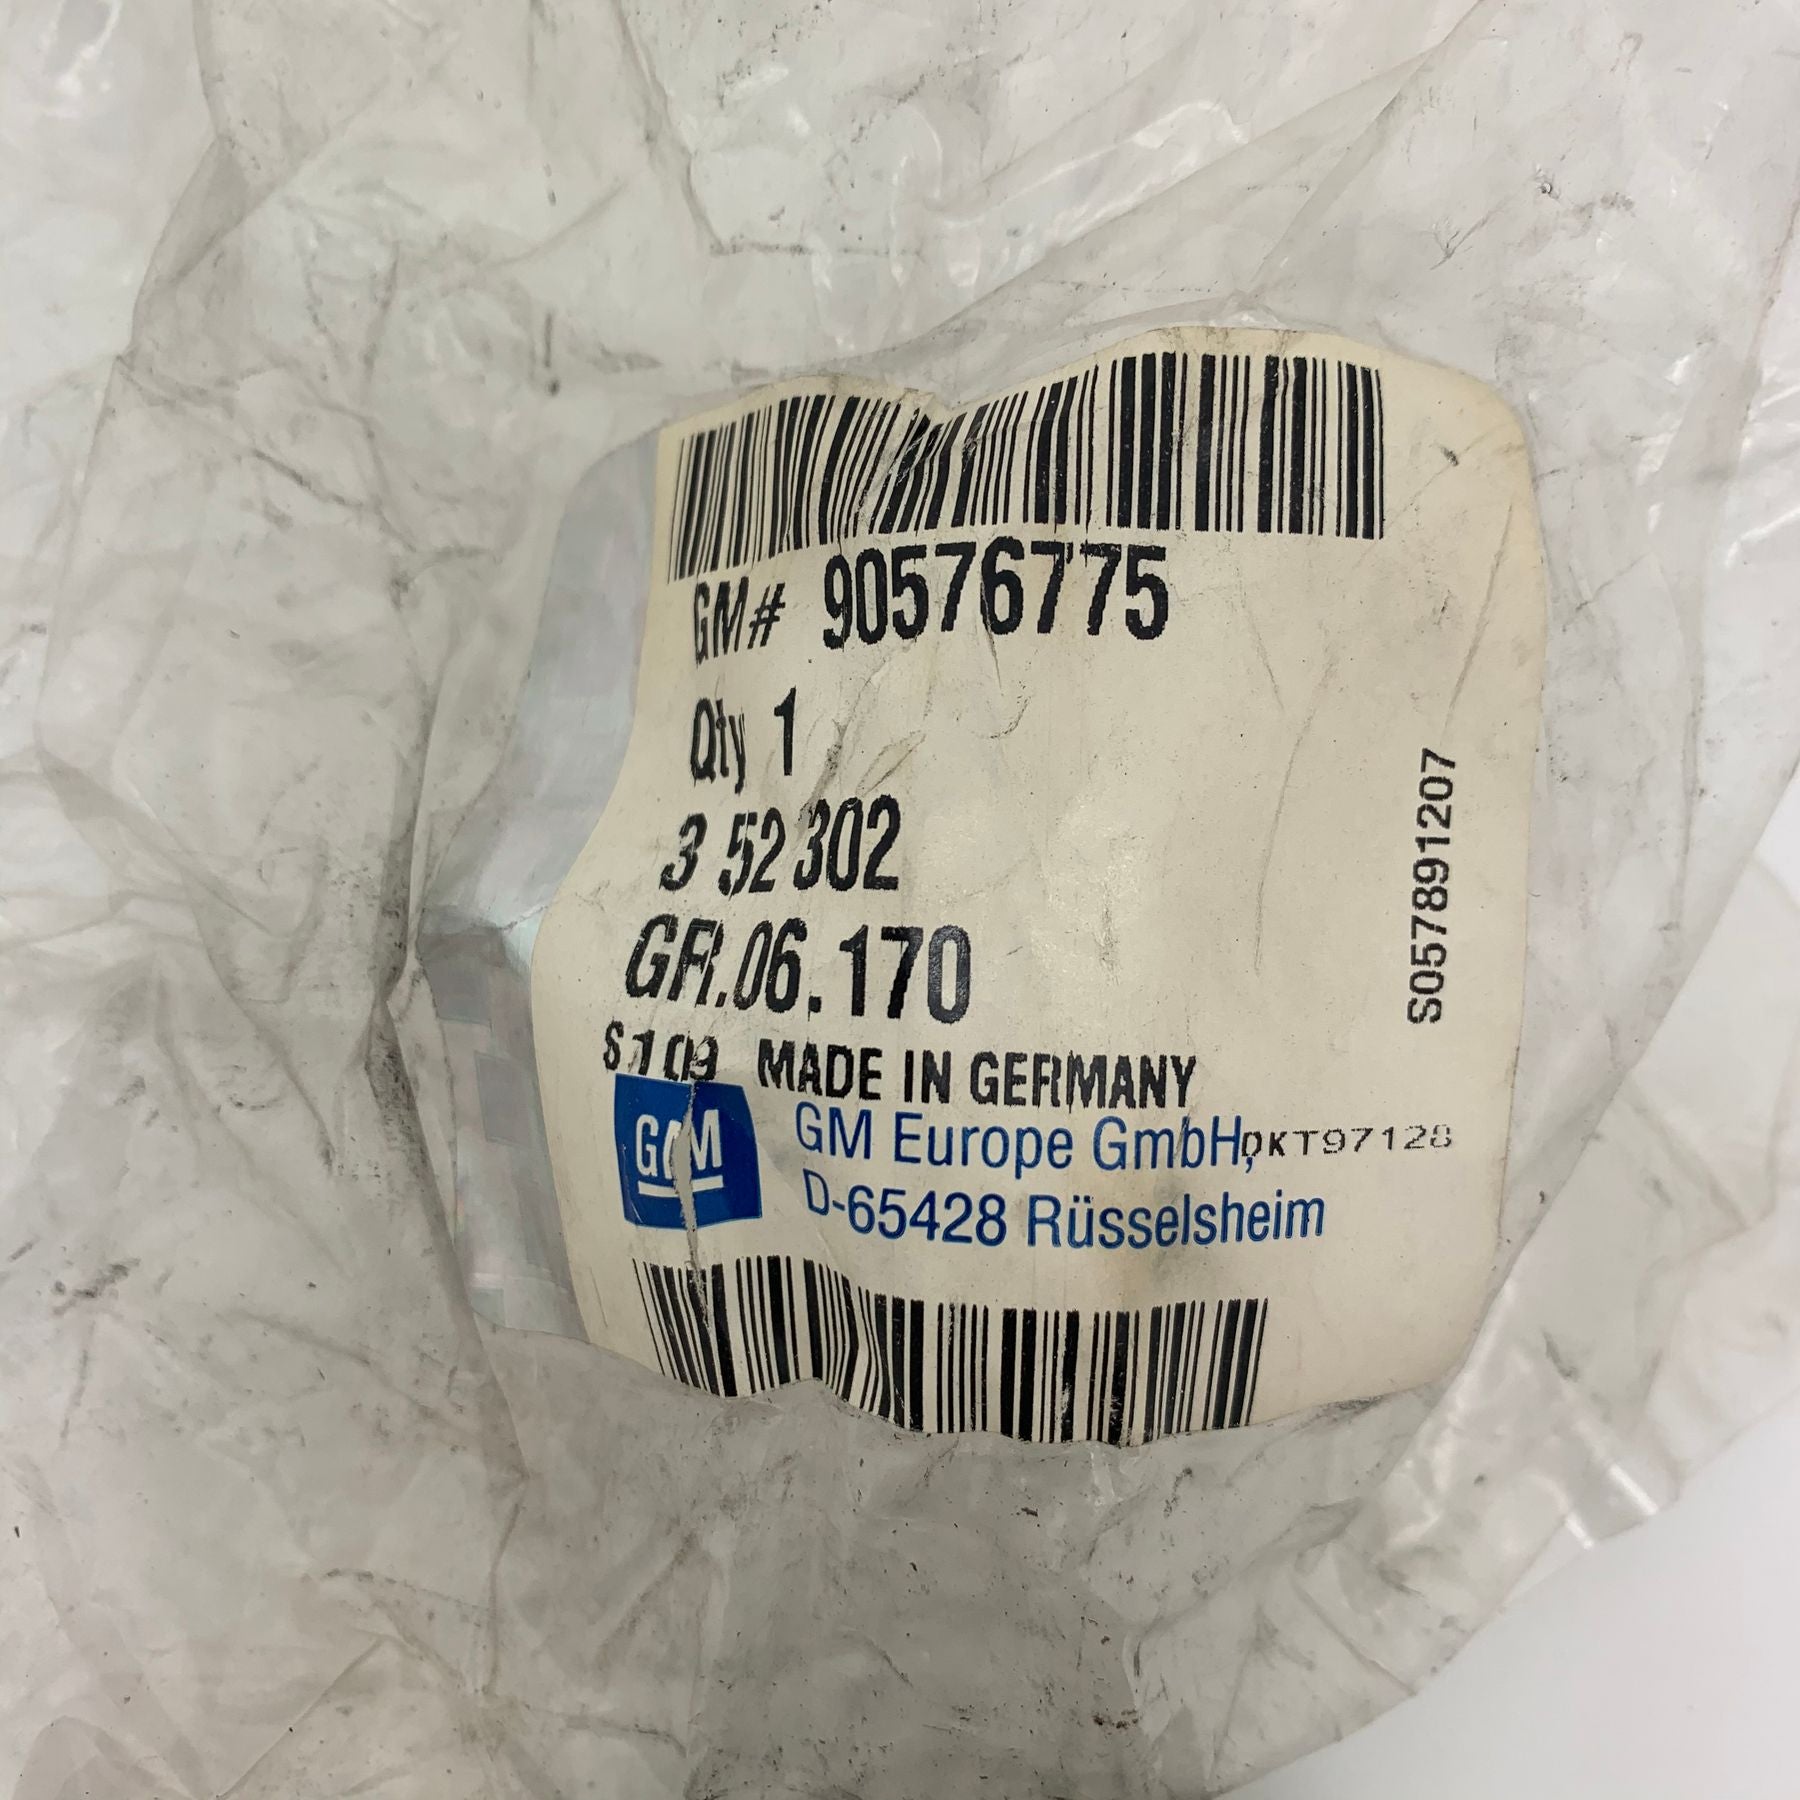 GM# 90576775
Qty 1
3 52 302
GR.06.170
S109 MADE IN GERMANY
GM
GM Europe GmbH,
DKT97128
D-65428 Rüsselsheim
S057891207